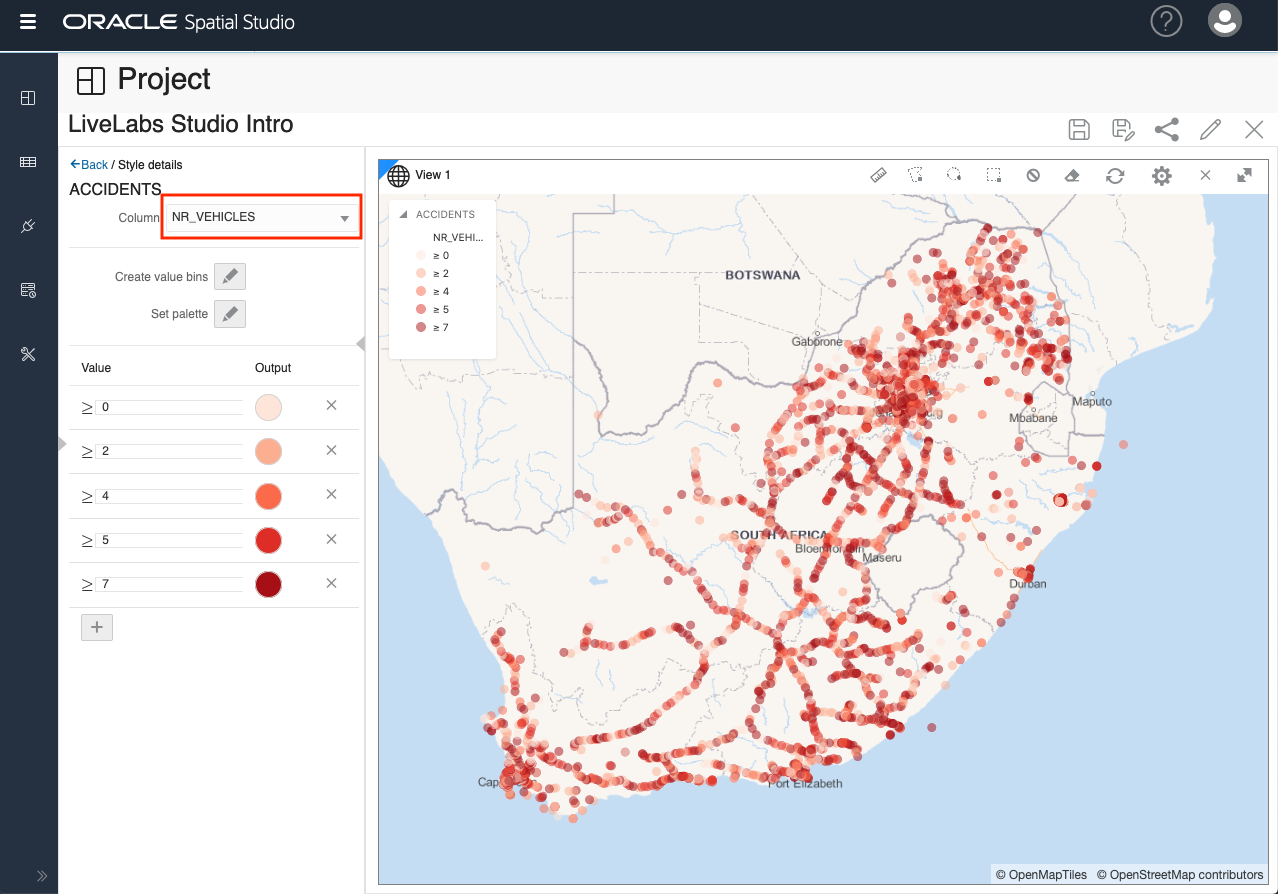 ORACLE Spatial Studio
?
Project
LiveLabs Studio Intro
Back / Style details
ACCIDENTS
Column NR_VEHICLES
Create value bins
Set palette
Value Output
≥ 0
≥ 2
≥ 4
≥ 5
≥ 7
+
View 1
ACCIDENTS
NR_VEHI...
≥ 0
≥ 2
≥ 4
≥ 5
≥ 7
BOTSWANA
Gaborone
Maputo
Mbabane
SOUTH AFRICA
Maseru
Durban
Port Elizabeth
© OpenMapTiles © OpenStreetMap contributors